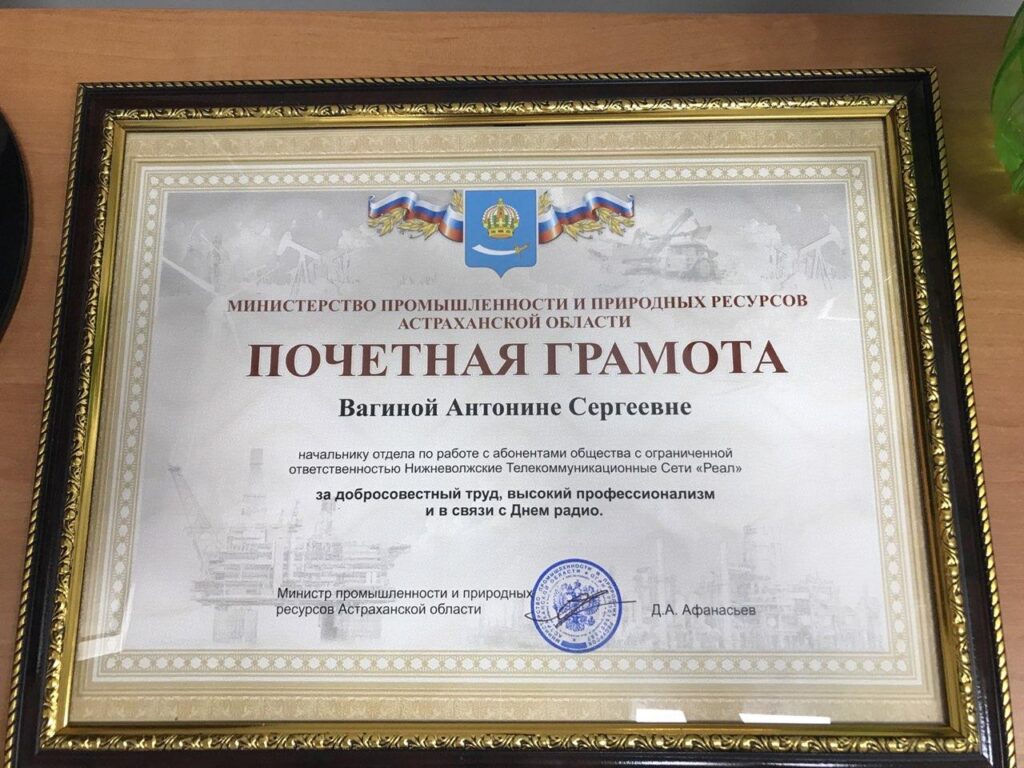 МИНИСТЕРСТВО ПРОМЫШЛЕННОСТИ И ПРИРОДНЫХ РЕСУРСОВ
АСТРАХАНСКОЙ ОБЛАСТИ
ПОЧЕТНАЯ ГРАМОТА
Вагиной Антонине Сергеевне
начальнику отдела по работе с абонентами общества с ограниченной
ответственностью Нижневолжские Телекоммуникационные Сети «Реал»
за добросовестный труд, высокий профессионализм
и в связи с Днем радио.
Министр промышленности и природных
ресурсов Астраханской области
Д.А. Афанасьев